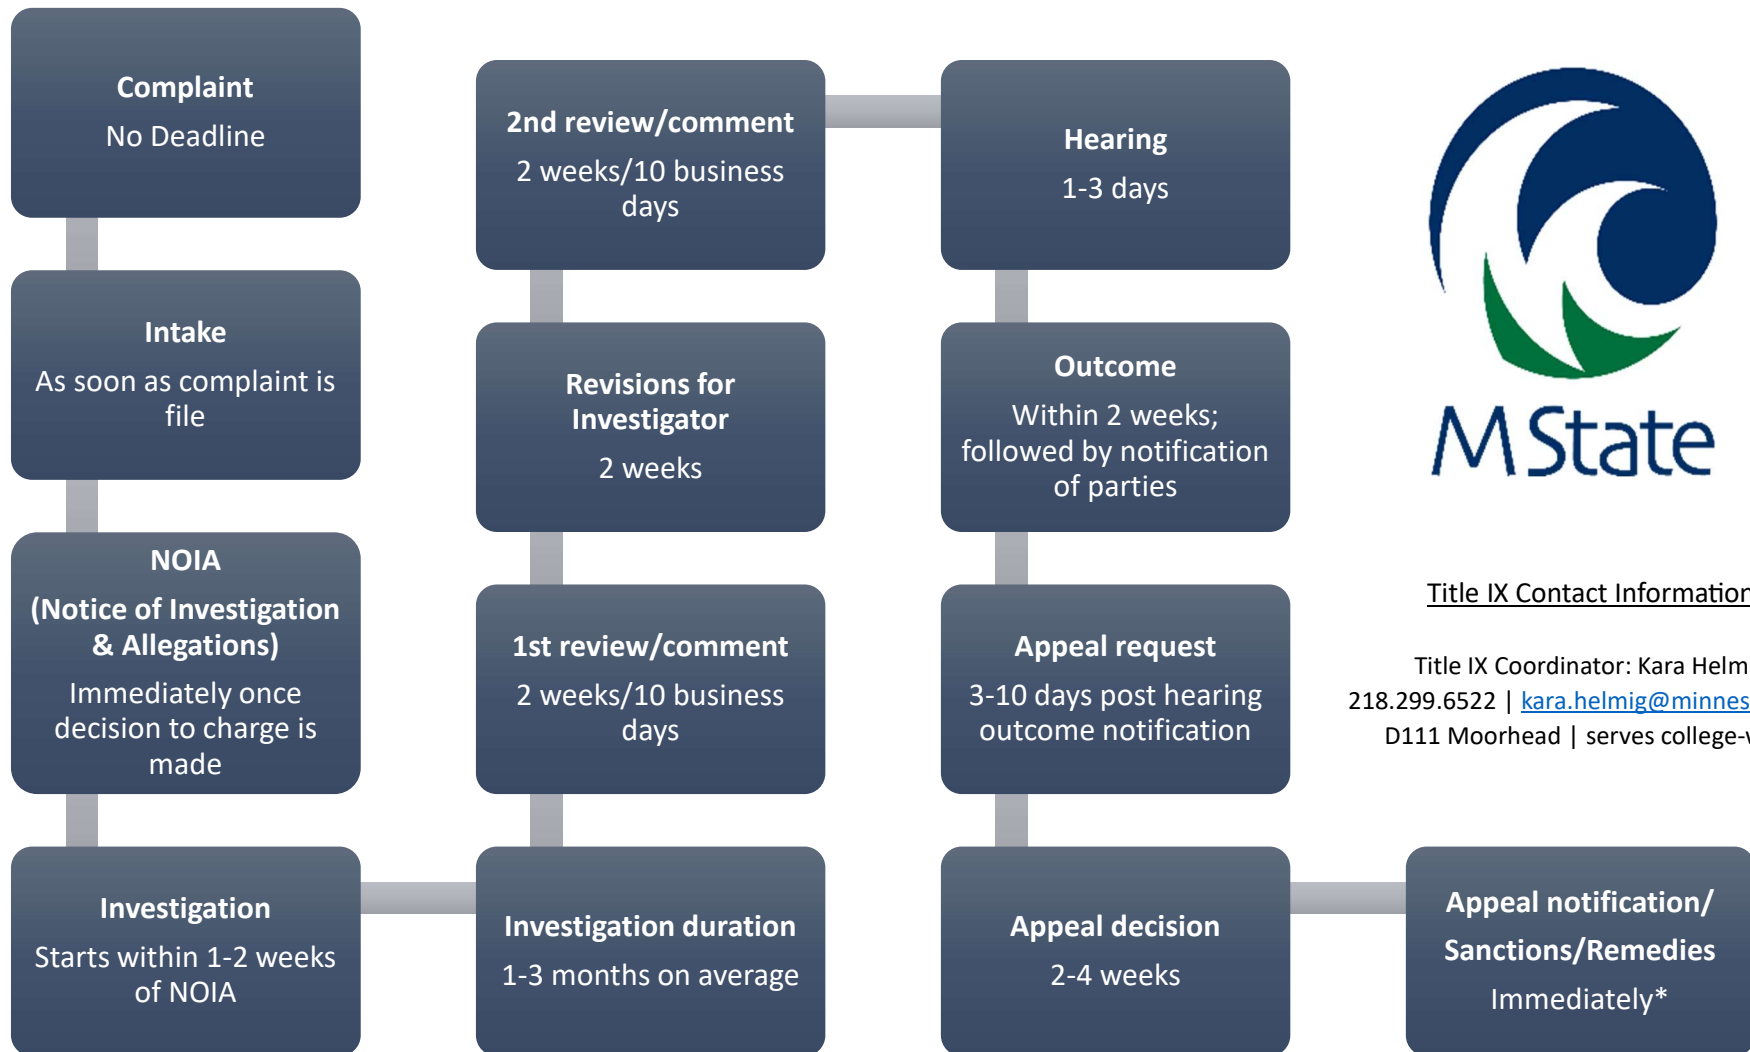 Complaint
No Deadline
Intake
As soon as complaint is
file
NOIA
(Notice of Investigation
& Allegations)
Immediately once
decision to charge is
made
Investigation
Starts within 1-2 weeks
of NOIA
Investigation duration
1-3 months on average
1st review/comment
2 weeks/10 business
days
Revisions for
Investigator
2 weeks
2nd review/comment
2 weeks/10 business
days
Hearing
1-3 days
Outcome
Within 2 weeks;
followed by notification
of parties
Appeal request
3-10 days post hearing
outcome notification
Appeal decision
2-4 weeks
Appeal notification/
Sanctions/Remedies
Immediately*
M State
Title IX Contact Information
Title IX Coordinator: Kara Helm
218.299.6522 | kara.helmig@minnes
D111 Moorhead | serves college-